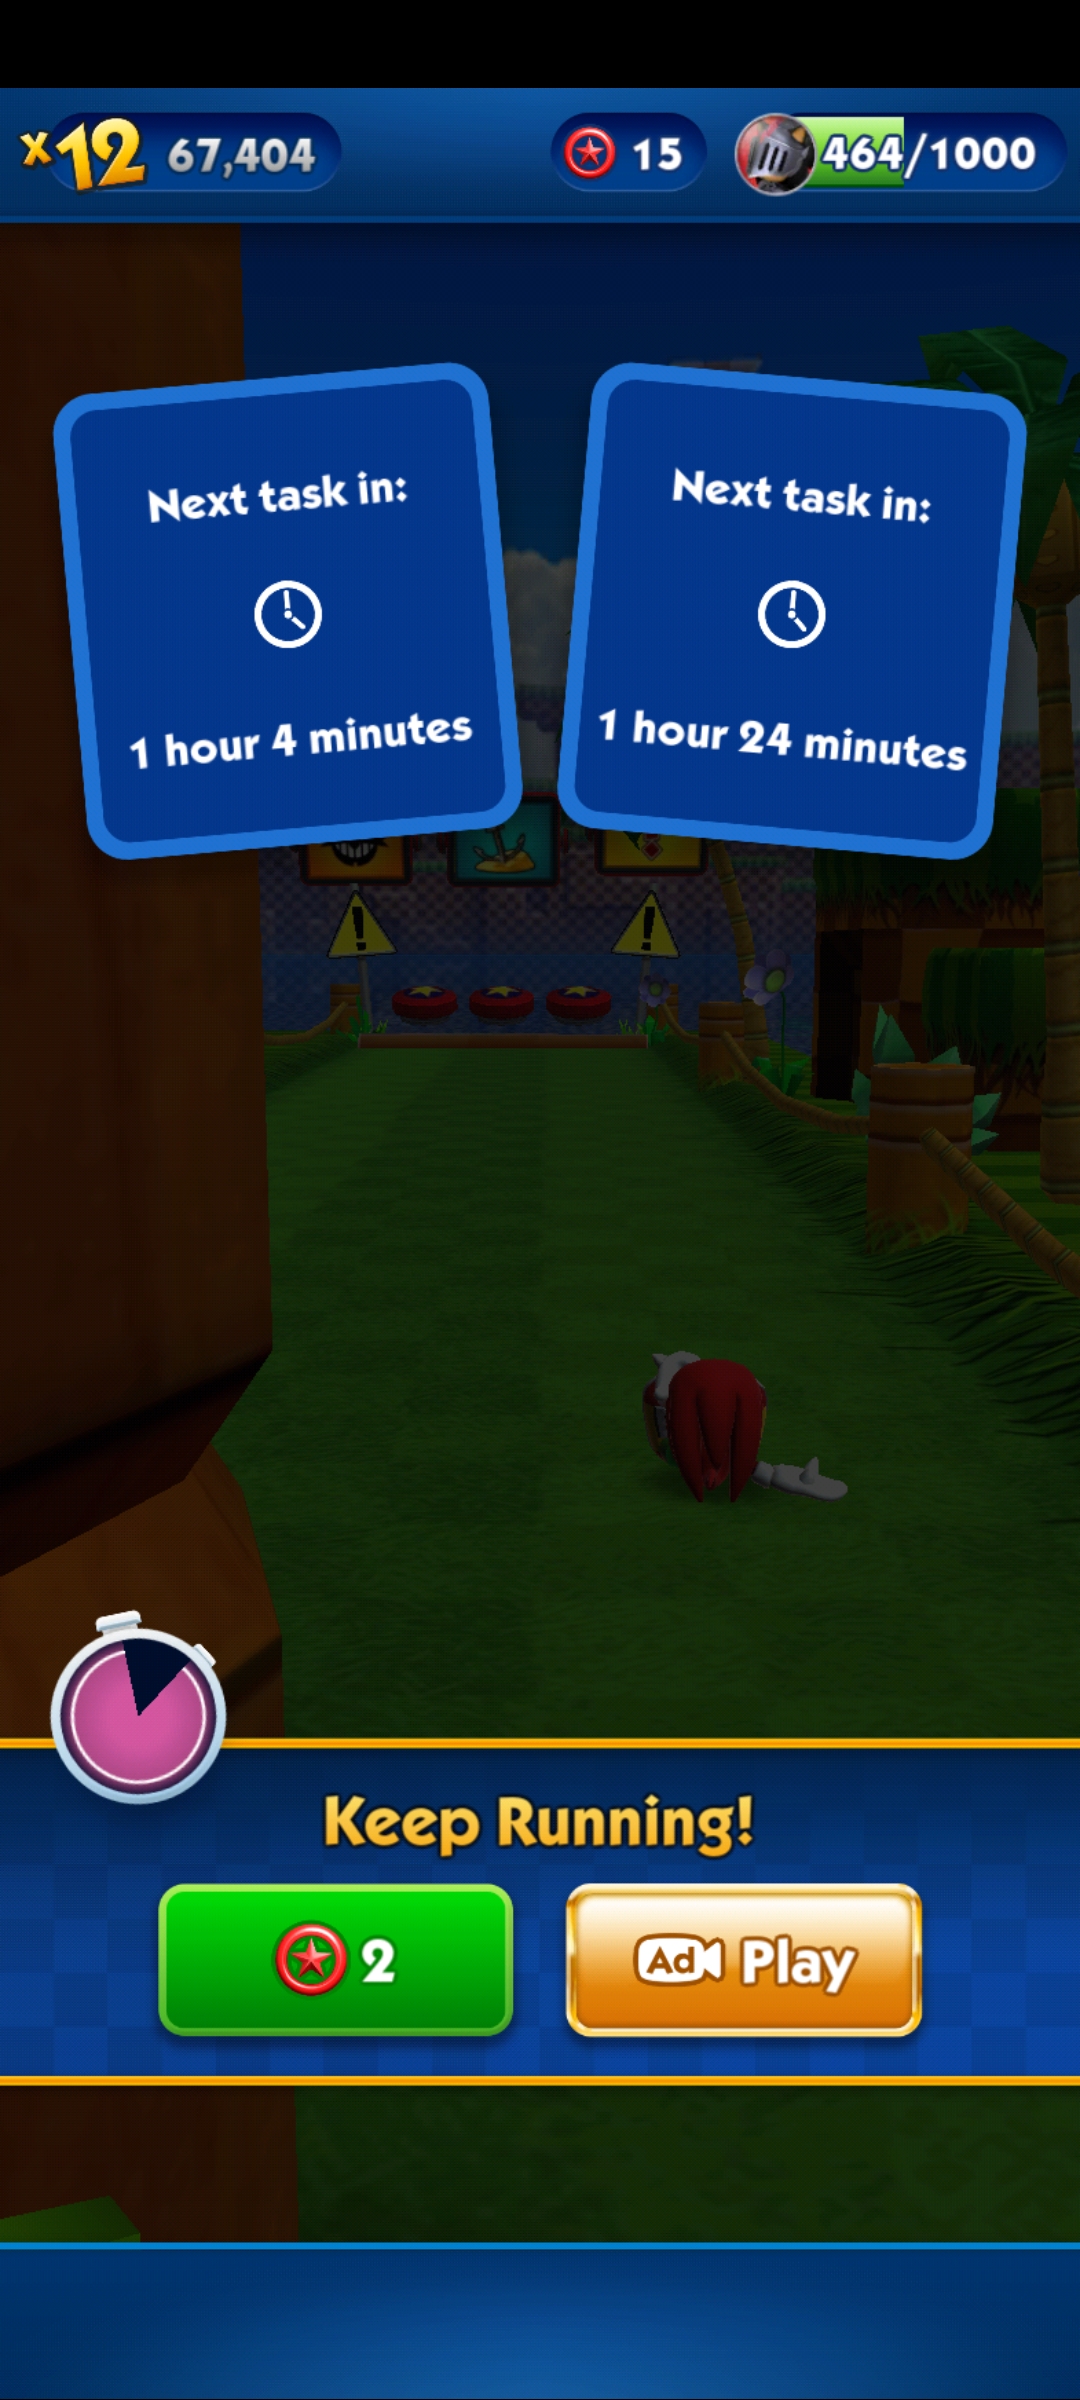 x12 67,404 15 464/1000
Next task in:
1 hour 4 minutes
Next task in:
1 hour 24 minutes
! !
Keep Running!
2 Ad Play